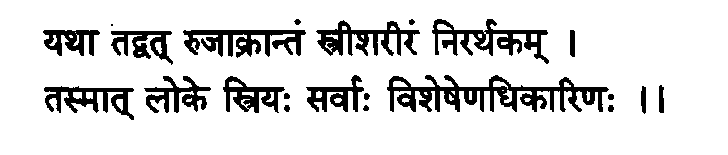 यथा तद्वत् रुजाक्रान्तं स्त्रीशरीरं निरर्थकम् ।
तस्मात् लोके स्त्रियः सर्वाः विशेषेणधिकारिणः ।।